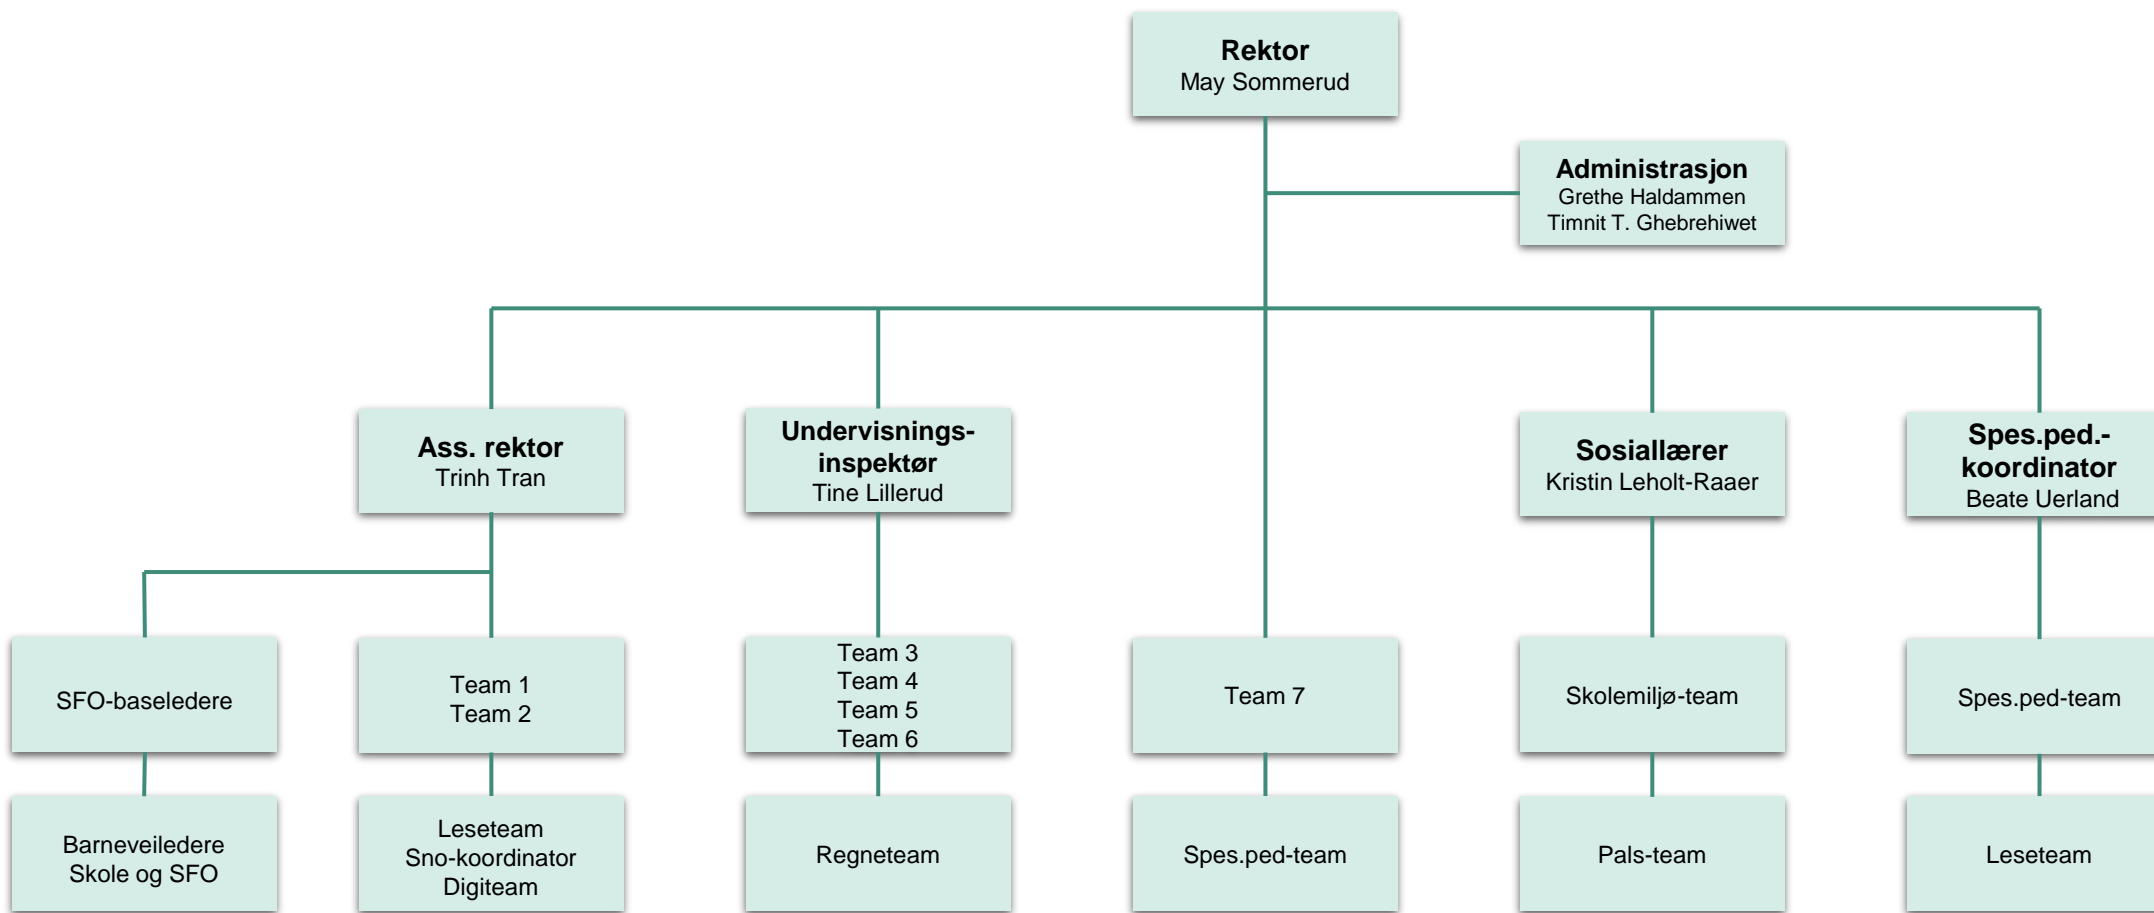 Rektor
May Sommerud
Administrasjon
Grethe Haldammen
Timnit T. Ghebrehiwet
Ass. rektor
Trinh Tran
Undervisnings-
inspektør
Tine Lillerud
Sosiallærer
Kristin Leholt-Raaer
Spes.ped.-
koordinator
Beate Uerland
SFO-baseledere
Team 1
Team 2
Team 3
Team 4
Team 5
Team 6
Team 7
Skolemiljø-team
Spes.ped-team
Barneveiledere
Skole og SFO
Leseteam
Sno-koordinator
Digiteam
Regneteam
Spes.ped-team
Pals-team
Leseteam